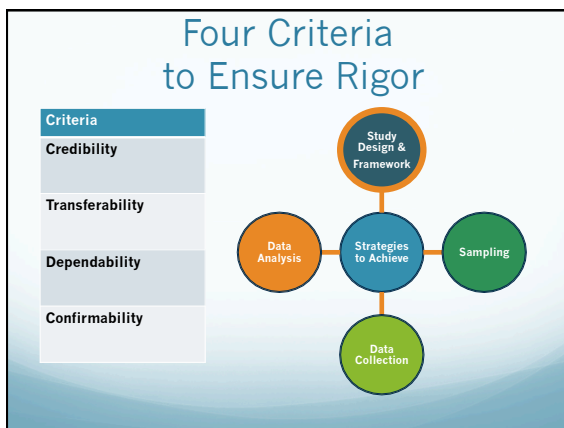 Four Criteria
to Ensure Rigor
Criteria
Credibility
Transferability
Dependability
Confirmability
Study
Design &
Framework
Data
Analysis
Strategies
to Achieve
Sampling
Data
Collection